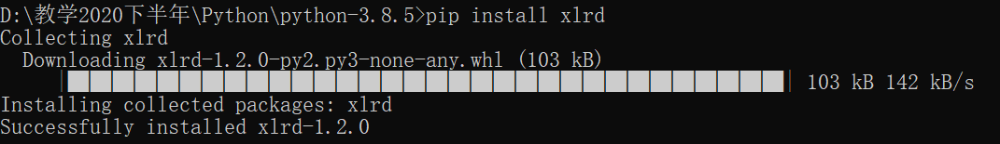 D:\教学2020下半年\Python\python-3.8.5>pip install xlrd
Collecting xlrd
  Downloading xlrd-1.2.0-py2.py3-none-any.whl (103 kB)
     |████████████████████████████████| 103 kB 142 kB/s
Installing collected packages: xlrd
Successfully installed xlrd-1.2.0